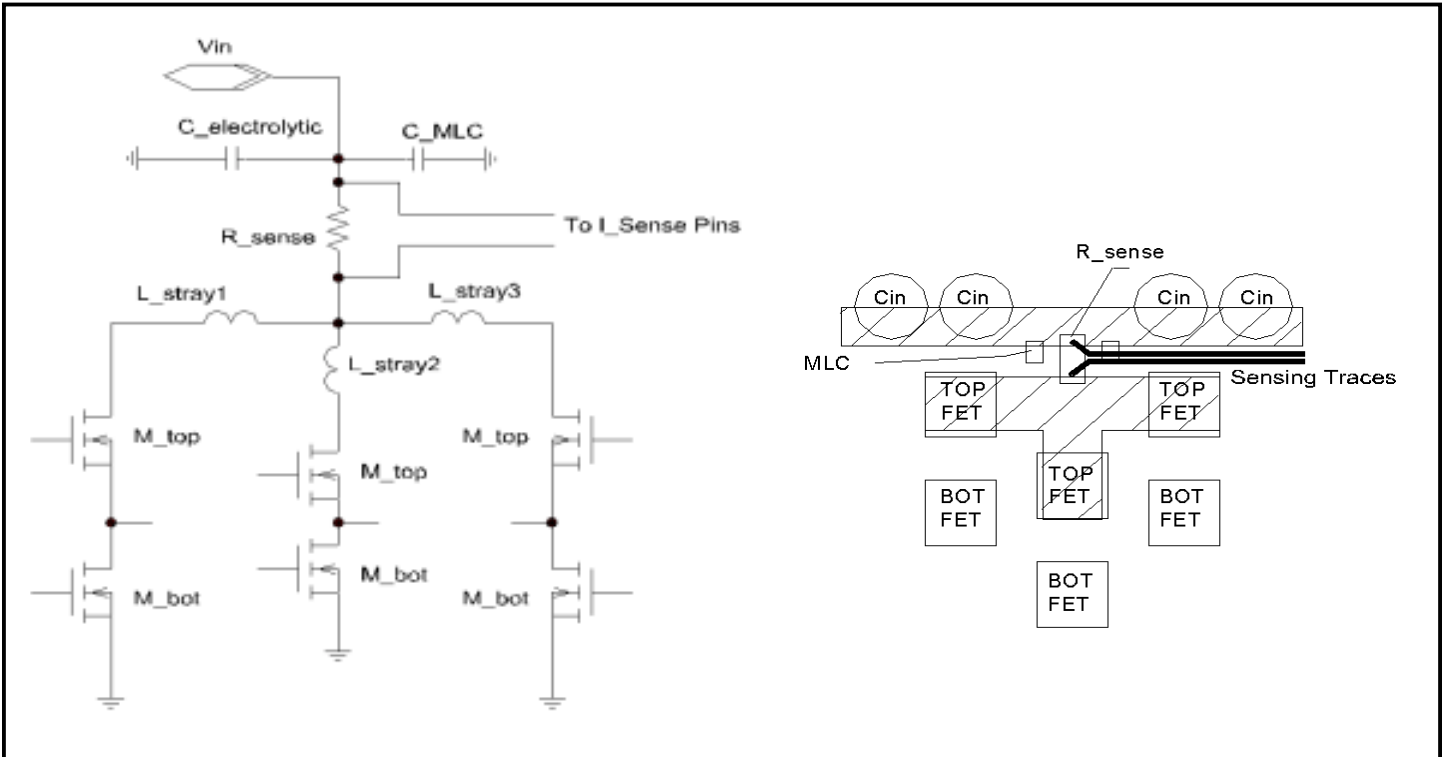 Vin
C_electrolytic
C_MLC
R_sense
To I_Sense Pins
L_stray1
L_stray3
L_stray2
M_top
M_top
M_top
M_bot
M_bot
M_bot
R_sense
Cin
Cin
Cin
Cin
MLC
Sensing Traces
TOP
FET
TOP
FET
TOP
FET
BOT
FET
BOT
FET
BOT
FET